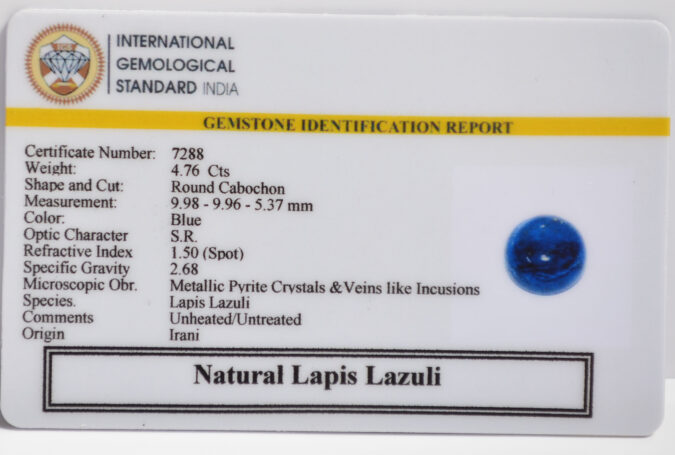 INTERNATIONAL
GEMOLOGICAL
STANDARD INDIA
GEMSTONE IDENTIFICATION REPORT
Certificate Number: 7288
Weight: 4.76 Cts
Shape and Cut: Round Cabochon
Measurement: 9.98 - 9.96 - 5.37 mm
Color: Blue
Optic Character S.R.
Refractive Index 1.50 (Spot)
Specific Gravity 2.68
Microscopic Obr. Metallic Pyrite Crystals &Veins like Incusions
Species. Lapis Lazuli
Comments Unheated/Untreated
Origin Irani
Natural Lapis Lazuli